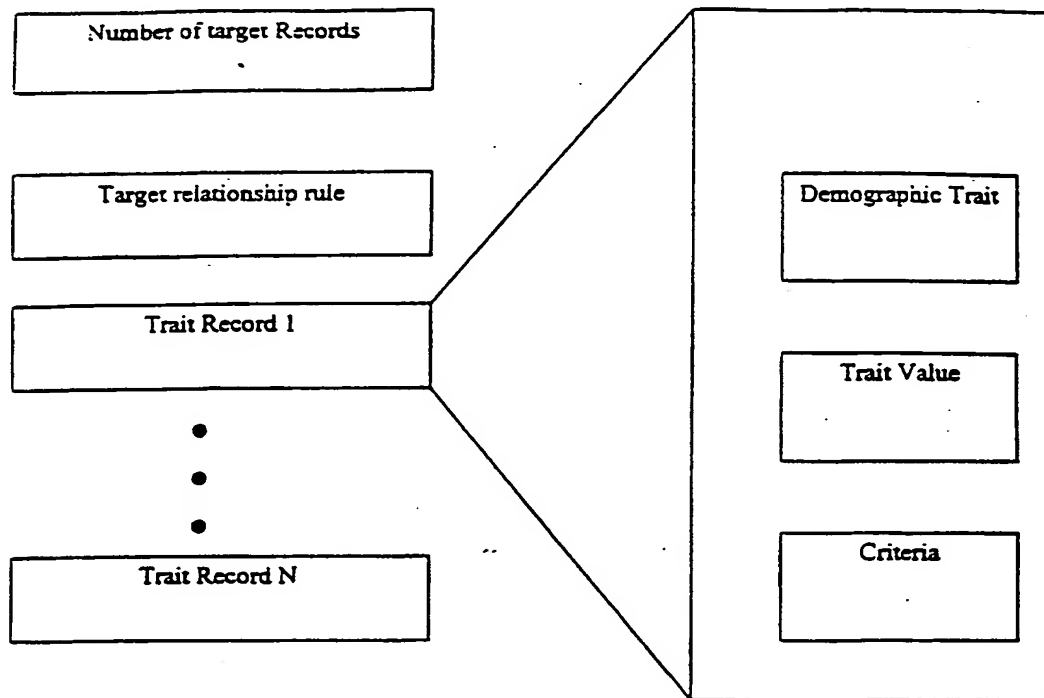 Number of target Records
Target relationship rule
Trait Record 1
Trait Record N
Demographic Trait
Trait Value
Criteria